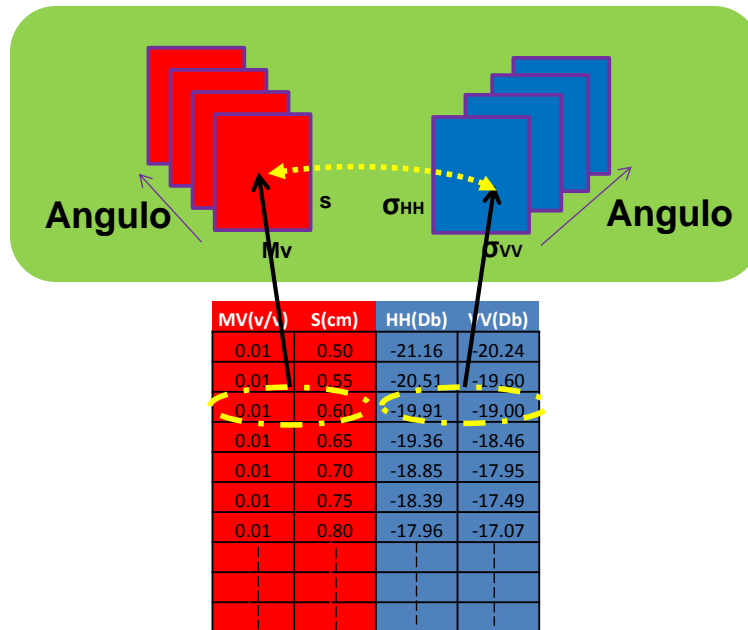 s
σHH
Angulo
Angulo
Mv
σVV
MV(v/v) S(cm) HH(Db) VV(Db)
0.01 0.50 -21.16 -20.24
0.01 0.55 -20.51 -19.60
0.01 0.60 -19.91 -19.00
0.01 0.65 -19.36 -18.46
0.01 0.70 -18.85 -17.95
0.01 0.75 -18.39 -17.49
0.01 0.80 -17.96 -17.07